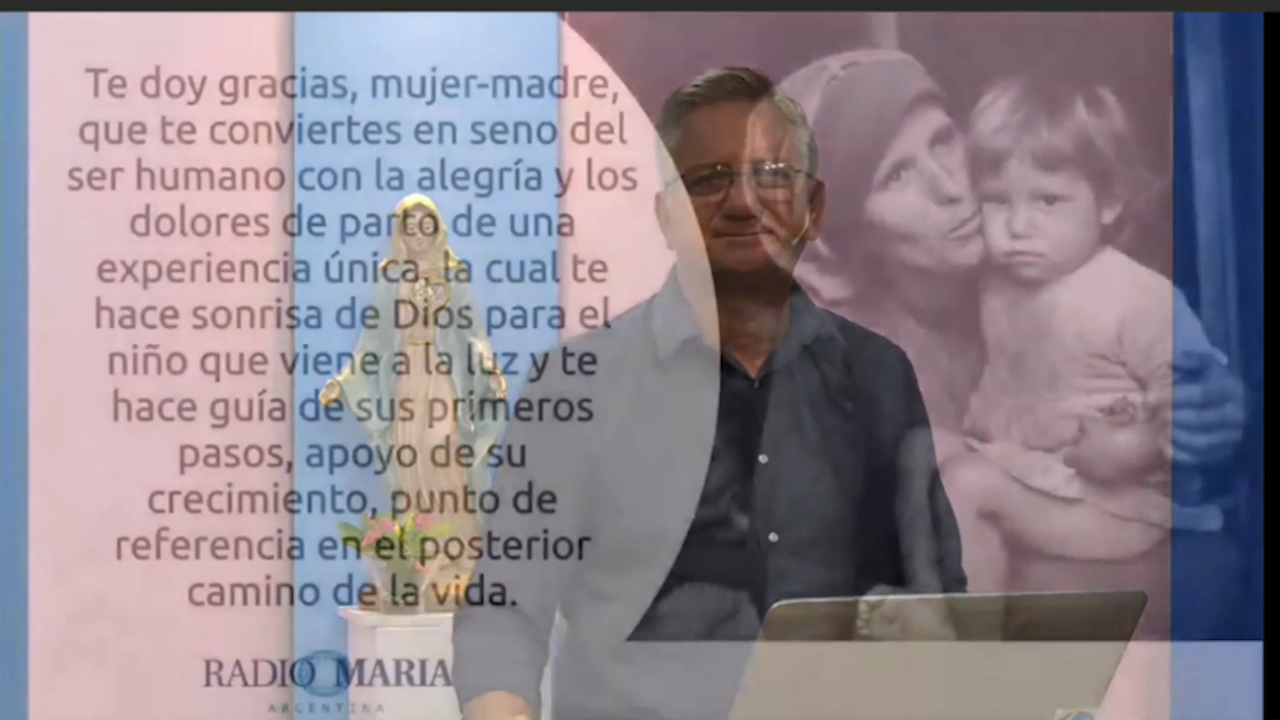 Te doy gracias, mujer-madre,
que te conviertes en seno del
ser humano con la alegría y los
dolores de parto de una
experiencia única, la cual te
hace sonrisa de Dios para el
niño que viene a la luz y te
hace guía de sus primeros
pasos, apoyo de su
crecimiento, punto de
referencia en el posterior
camino de la vida.
RADIO MARIA
ARGENTINA